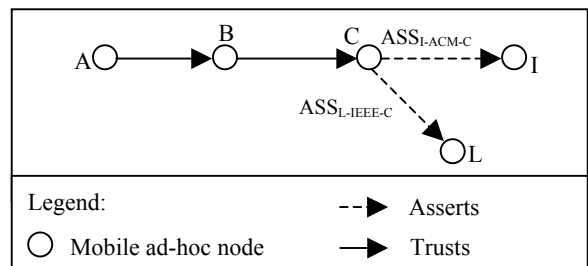 A
B
C
ASS_I-ACM-C
I
ASS_L-IEEE-C
L
Legend:
Asserts
Mobile ad-hoc node
Trusts